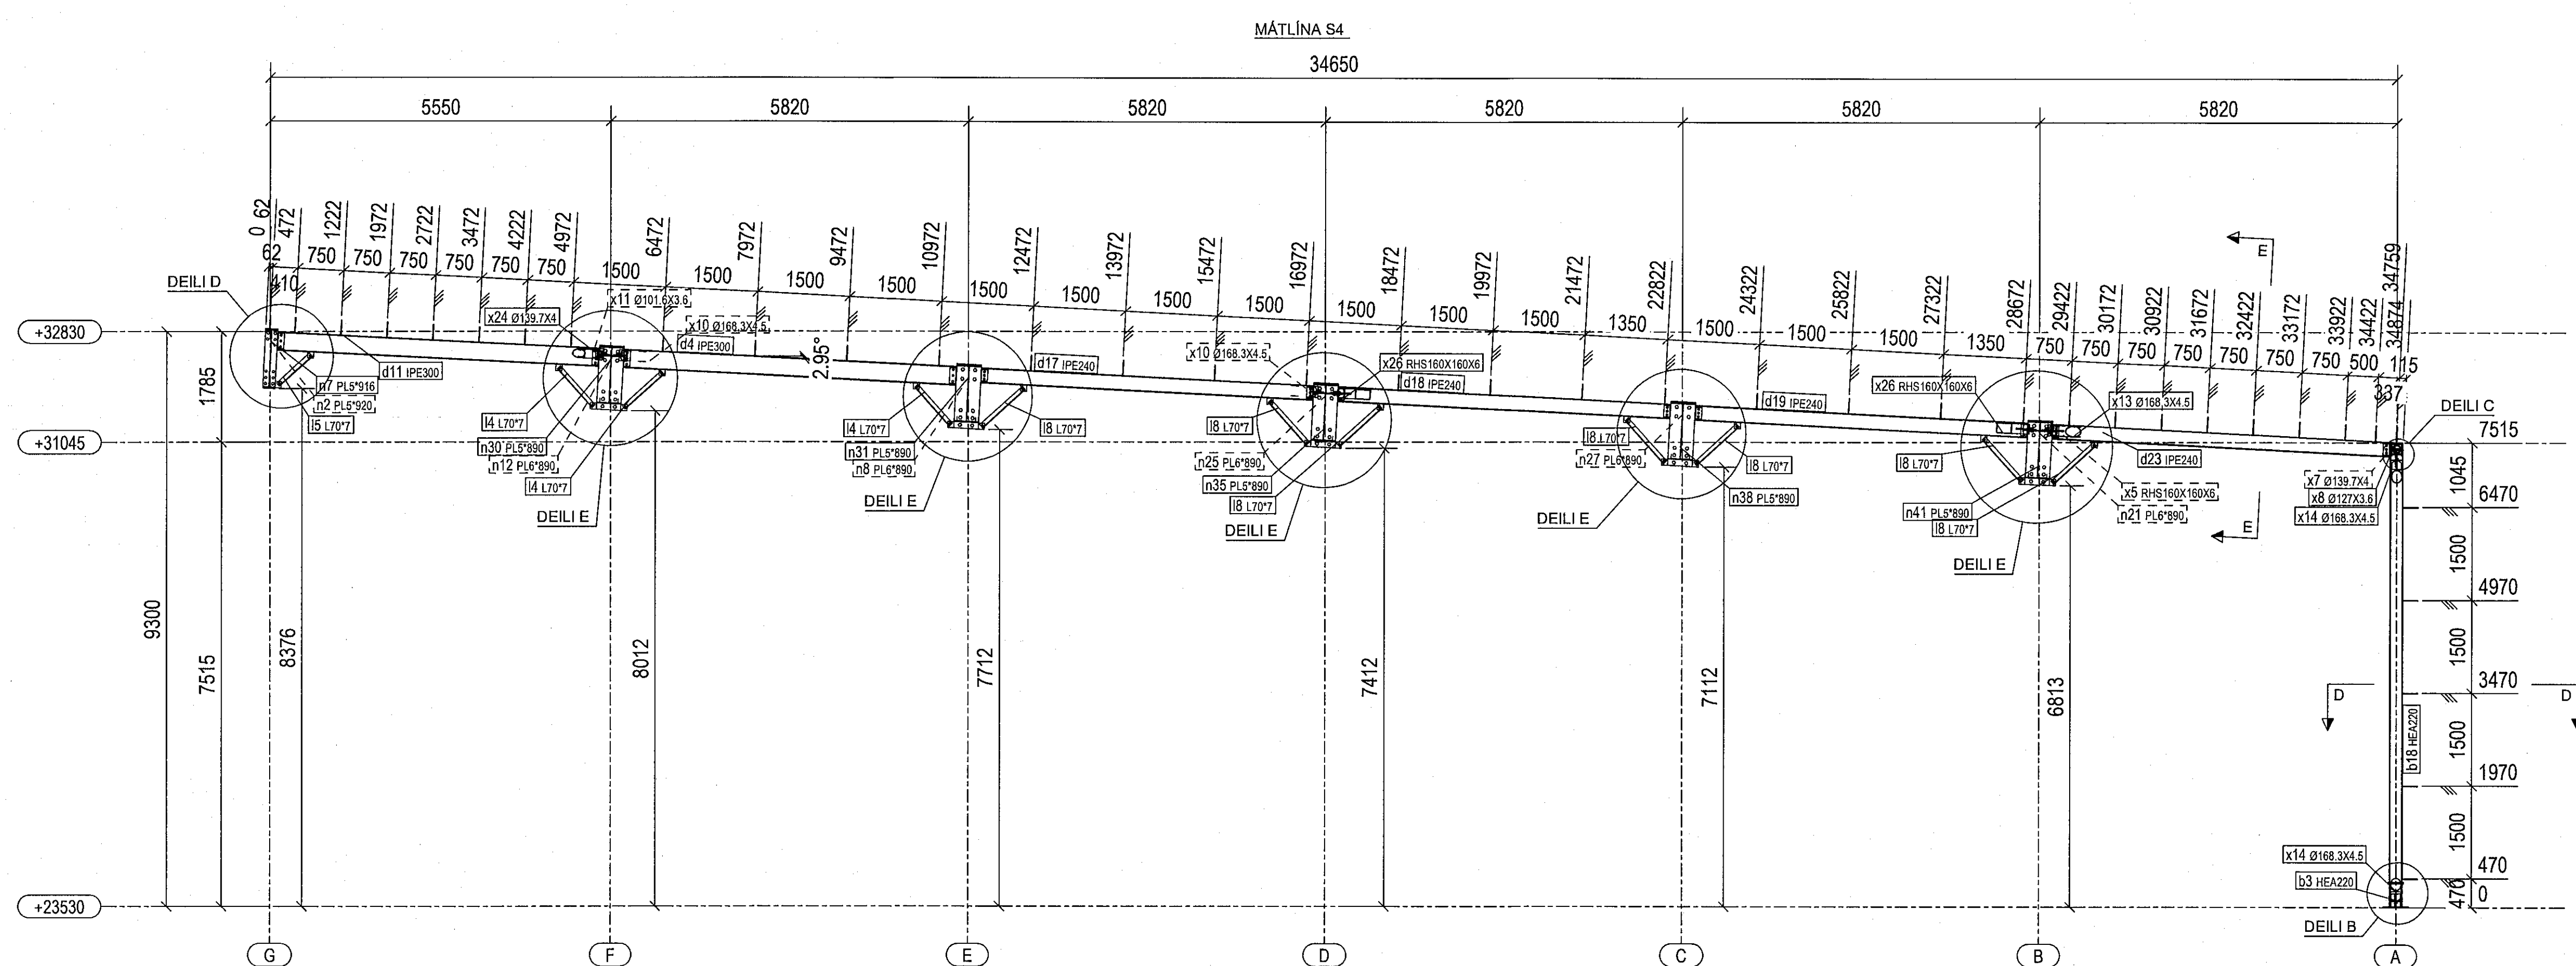 MÁTLÍNA S4
34650
5550 5820 5820 5820 5820 5820
0 62 472 1222 1972 2722 3472 4222 4972 6472 7972 9472 10972 12472 13972 15472 16972 18472 19972 21472 22822 24322 25822 27322 28672 29422 30172 30922 31672 32422 33172 33922 34422 34874 34759
62 410 750 750 750 750 750 750 1500 1500 1500 1500 1500 1500 1500 1500 1500 1500 1500 1350 1500 1500 1500 1350 750 750 750 750 750 750 750 500 337 115
E
DEILI D
x11 Ø101.6X3.6
x24 Ø139.7X4
x10 Ø168.3X4.5
d4 IPE300
2.95°
+32830
d11 IPE300
n7 PL5*916
n2 PL5*920
l5 L70*7
l4 L70*7
n30 PL5*890
n12 PL6*890
l4 L70*7
DEILI E
d17 IPE240
l4 L70*7
n31 PL5*890
n8 PL6*890
l8 L70*7
DEILI E
x10 Ø168.3X4.5
x26 RHS160X160X6
d18 IPE240
l8 L70*7
n25 PL6*890
n35 PL5*890
l8 L70*7
DEILI E
d19 IPE240
l8 L70*7
n27 PL6*890
l8 L70*7
n38 PL5*890
DEILI E
x26 RHS160X160X6
x13 Ø168.3X4.5
l8 L70*7
d23 IPE240
x5 RHS160X160X6
n21 PL6*890
n41 PL5*890
l8 L70*7
DEILI E
E
DEILI C
7515
x7 Ø139.7X4
x8 Ø127X3.6
x14 Ø168.3X4.5
1045
6470
1500
4970
1500
3470
1500
1970
1500
470
470
0
D
D
b18 HEA220
x14 Ø168.3X4.5
b3 HEA220
DEILI B
1785
+31045
9300
7515
8376
8012
7712
7412
7112
6813
+23530
G F E D C B A